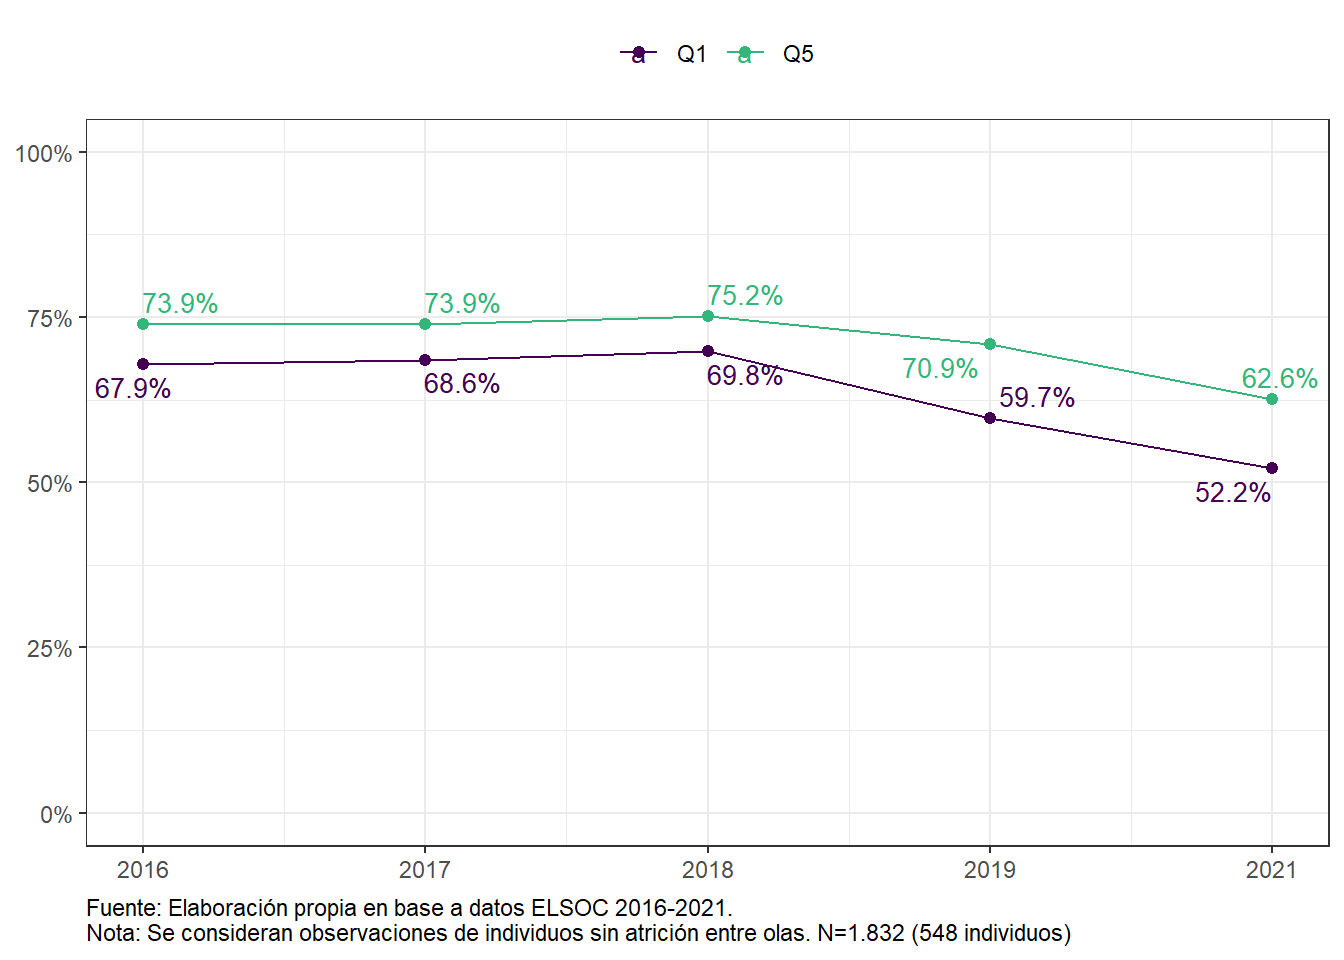 a Q1 a Q5
100%
75%
50%
25%
0%
73.9% 73.9% 75.2% 70.9% 62.6%
67.9% 68.6% 69.8% 59.7% 52.2%
2016 2017 2018 2019 2021
Fuente: Elaboración propia en base a datos ELSOC 2016-2021.
Nota: Se consideran observaciones de individuos sin atrición entre olas. N=1.832 (548 individuos)